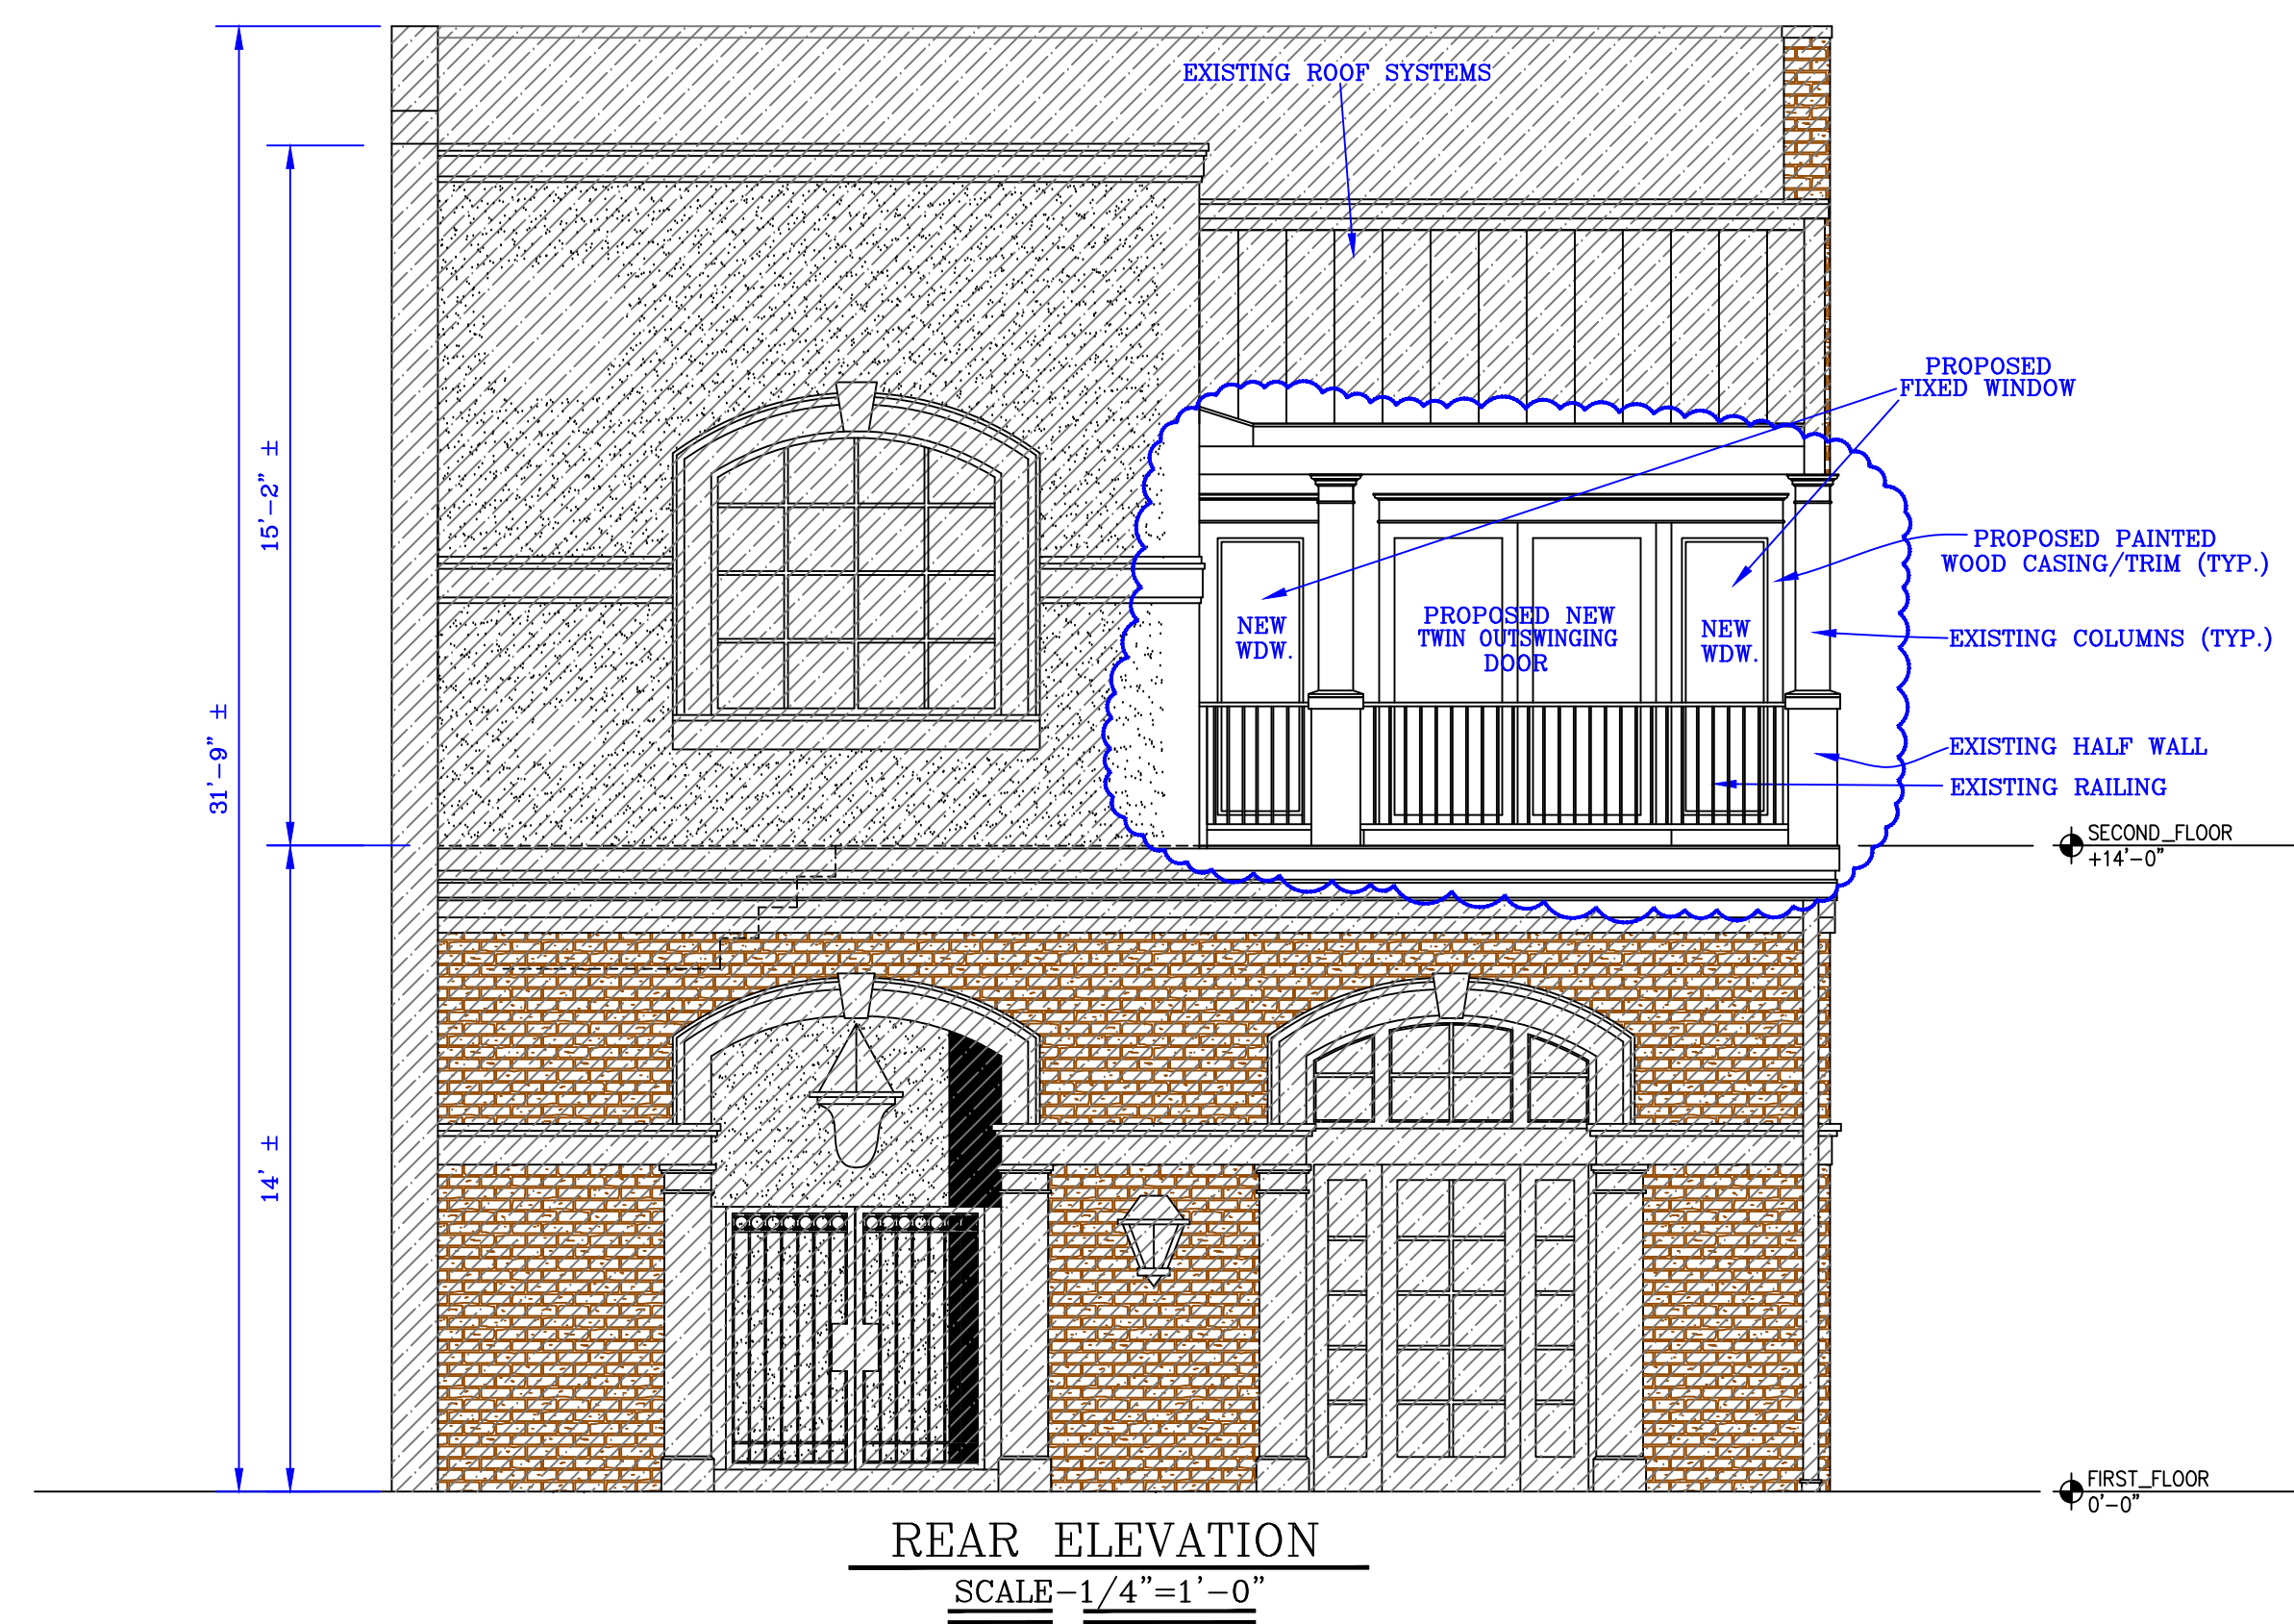 EXISTING ROOF SYSTEMS
PROPOSED
FIXED WINDOW
PROPOSED PAINTED
WOOD CASING/TRIM (TYP.)
NEW
WDW.
PROPOSED NEW
TWIN OUTSWINGING
DOOR
NEW
WDW.
EXISTING COLUMNS (TYP.)
EXISTING HALF WALL
EXISTING RAILING
15'-2" ±
31'-9" ±
14' ±
SECOND_FLOOR
+14'-0"
FIRST_FLOOR
0'-0"
REAR ELEVATION
SCALE-1/4"=1'-0"